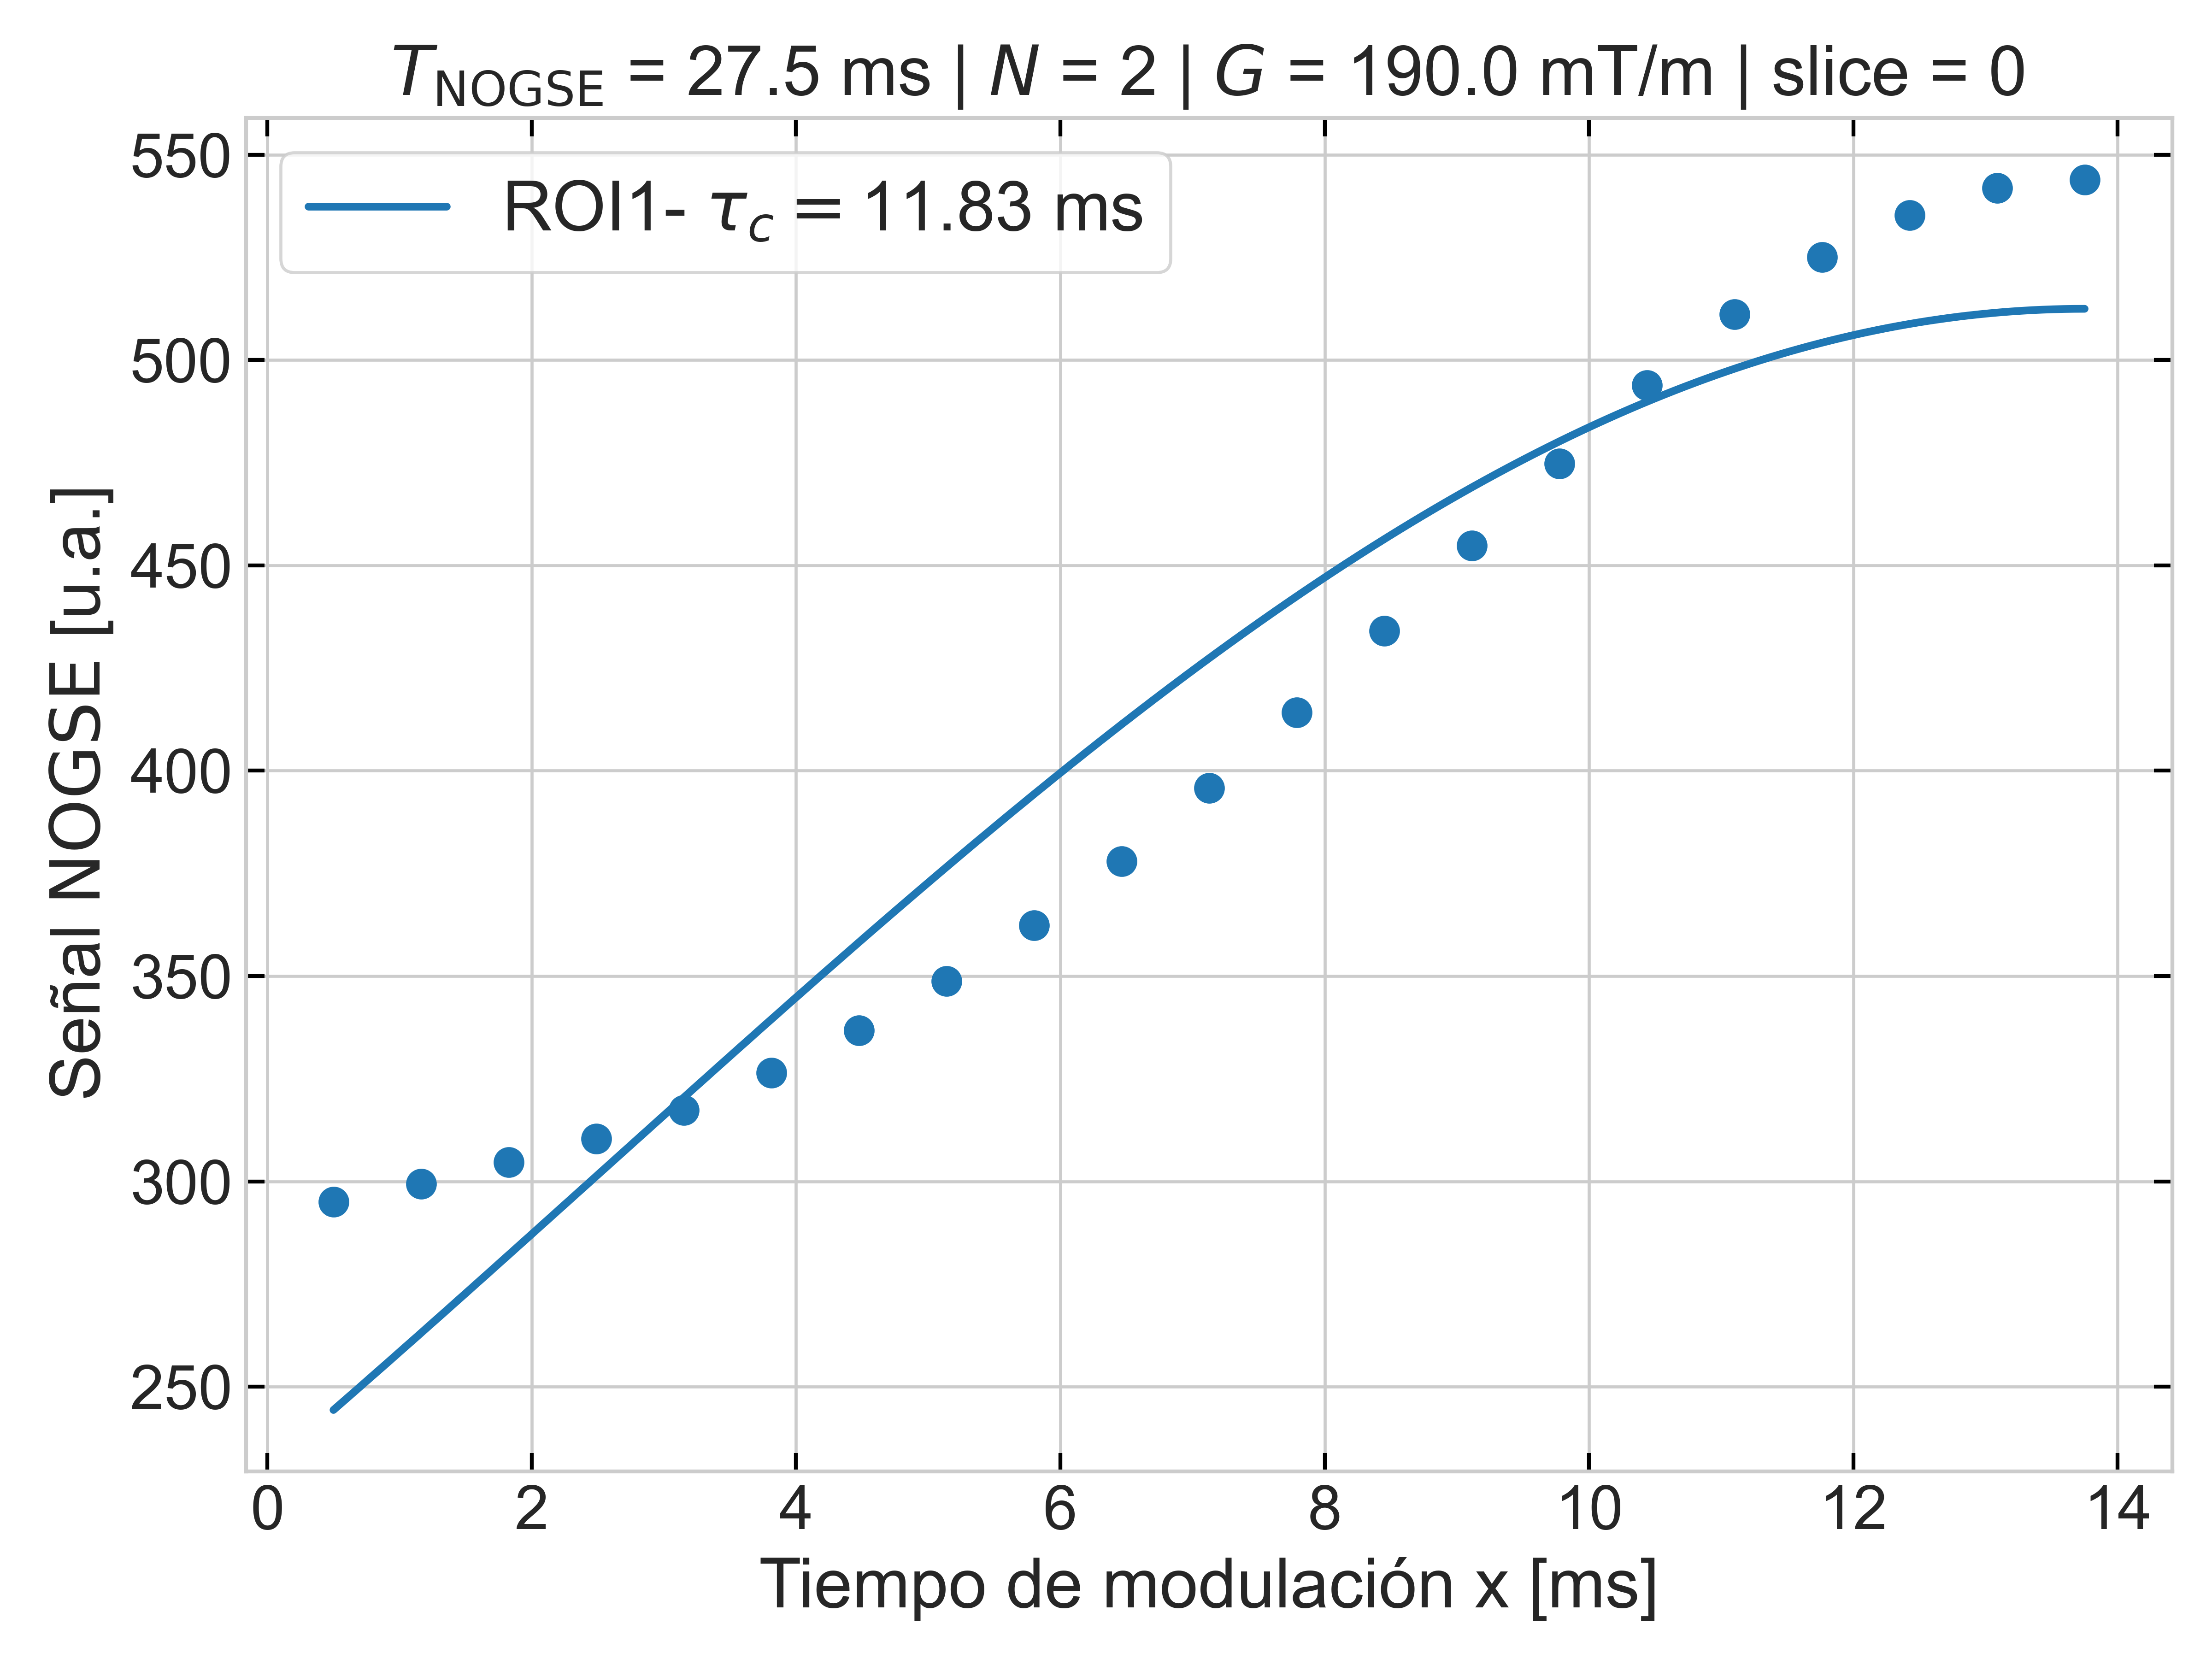 T_NOGSE = 27.5 ms | N = 2 | G = 190.0 mT/m | slice = 0
ROI1- τ_c = 11.83 ms
Señal NOGSE [u.a.]
550
500
450
400
350
300
250
0 2 4 6 8 10 12 14
Tiempo de modulación x [ms]